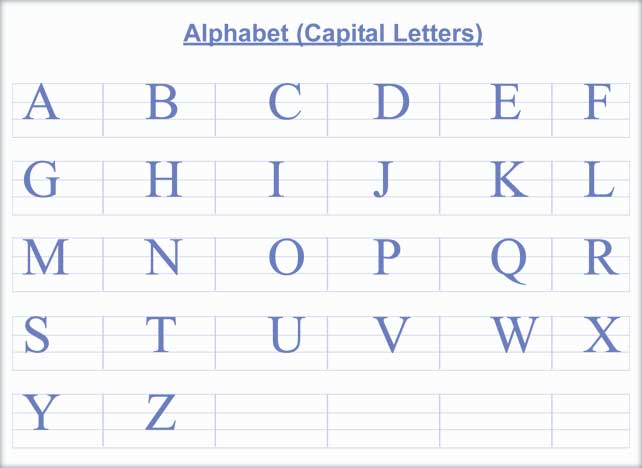 Alphabet (Capital Letters)
A B C D E F
G H I J K L
M N O P Q R
S T U V W X
Y Z